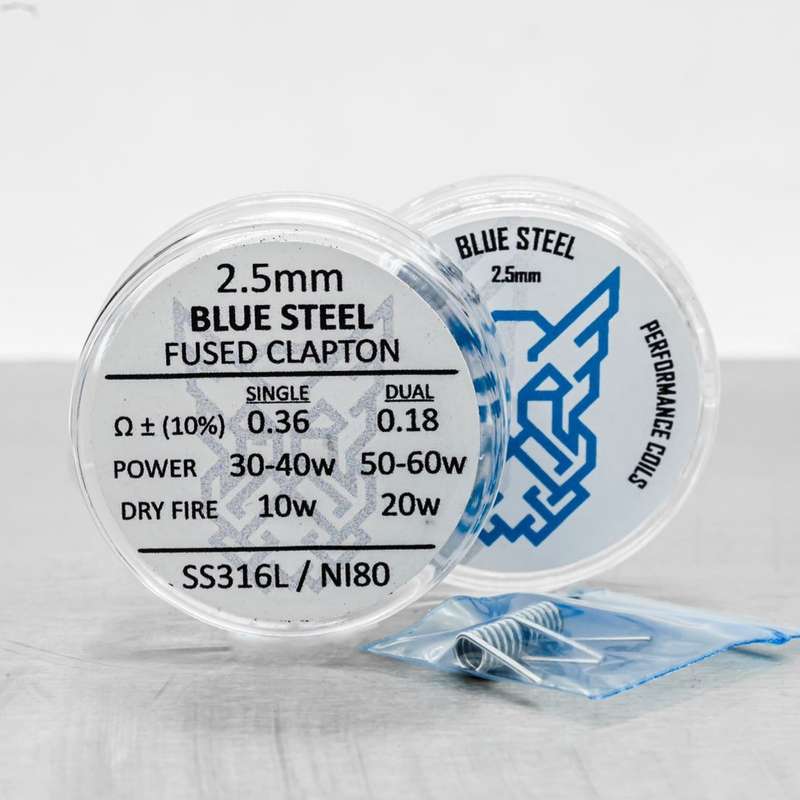 2.5mm
BLUE STEEL
FUSED CLAPTON
SINGLE DUAL
Ω ± (10%) 0.36 0.18
POWER 30-40w 50-60w
DRY FIRE 10w 20w
SS316L / NI80
BLUE STEEL
2.5mm
PERFORMANCE COILS